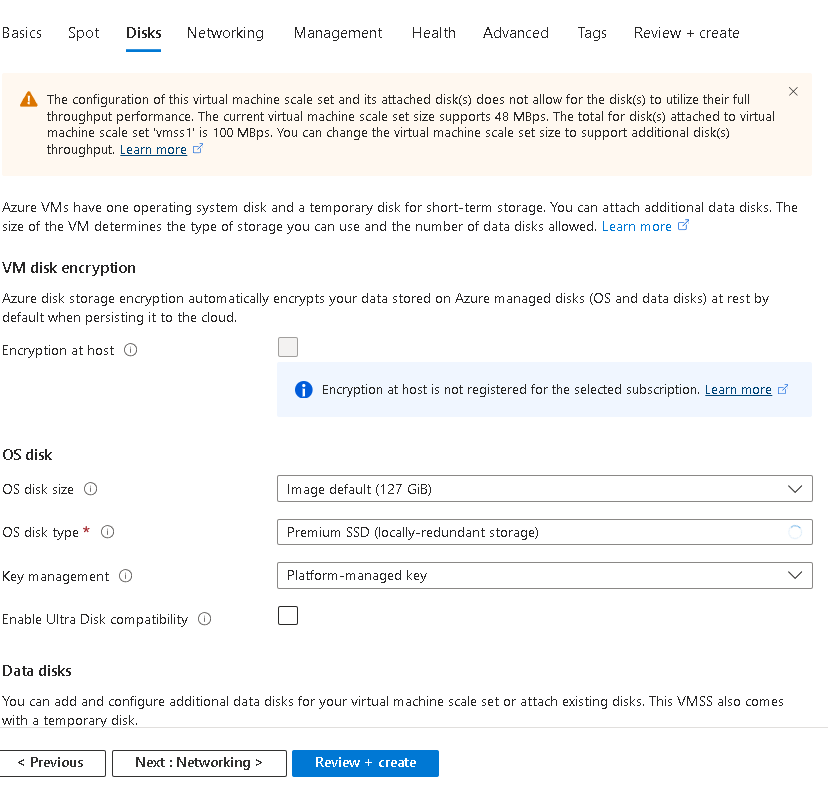 Basics Spot Disks Networking Management Health Advanced Tags Review + create
The configuration of this virtual machine scale set and its attached disk(s) does not allow for the disk(s) to utilize their full
throughput performance. The current virtual machine scale set size supports 48 MBps. The total for disk(s) attached to virtual
machine scale set 'vmss1' is 100 MBps. You can change the virtual machine scale set size to support additional disk(s)
throughput. Learn more
Azure VMs have one operating system disk and a temporary disk for short-term storage. You can attach additional data disks. The
size of the VM determines the type of storage you can use and the number of data disks allowed. Learn more
VM disk encryption
Azure disk storage encryption automatically encrypts your data stored on Azure managed disks (OS and data disks) at rest by
default when persisting it to the cloud.
Encryption at host
Encryption at host is not registered for the selected subscription. Learn more
OS disk
OS disk size Image default (127 GiB)
OS disk type * Premium SSD (locally-redundant storage)
Key management Platform-managed key
Enable Ultra Disk compatibility
Data disks
You can add and configure additional data disks for your virtual machine scale set or attach existing disks. This VMSS also comes
with a temporary disk.
< Previous Next : Networking > Review + create